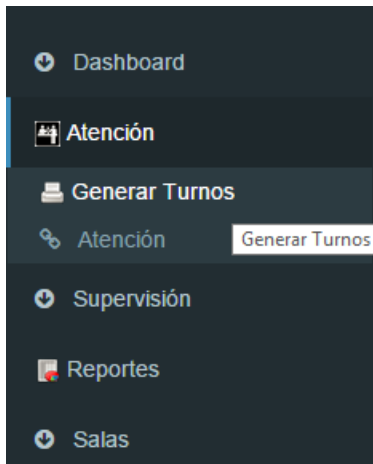 Dashboard
Atención
Generar Turnos
Atención
Generar Turnos
Supervisión
Reportes
Salas